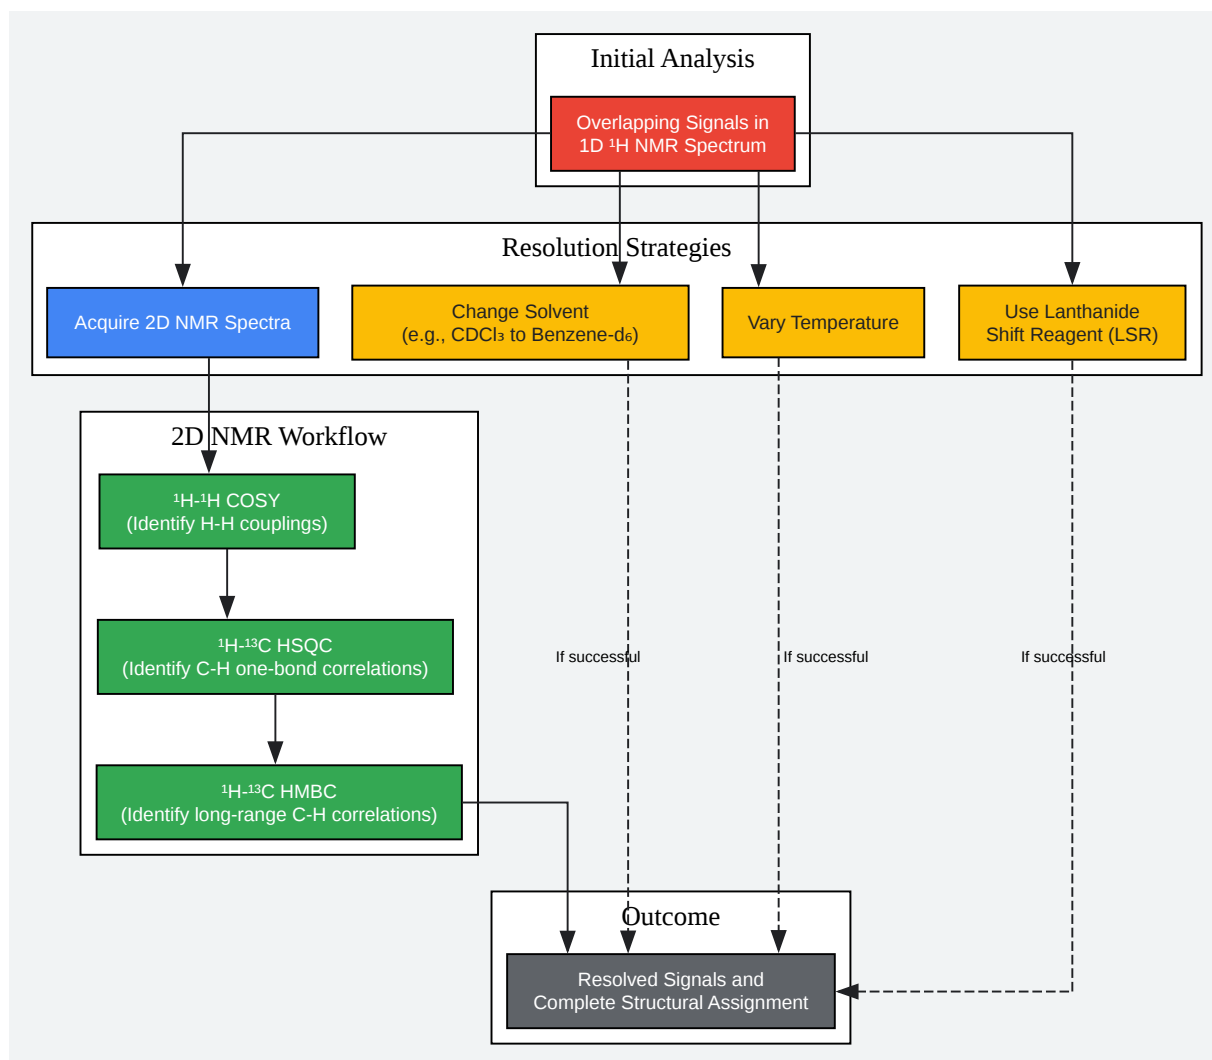 Initial Analysis
Overlapping Signals in
1D ¹H NMR Spectrum
Resolution Strategies
Acquire 2D NMR Spectra
Change Solvent
(e.g., CDCl₃ to Benzene-d₆)
Vary Temperature
Use Lanthanide
Shift Reagent (LSR)
2D NMR Workflow
¹H-¹H COSY
(Identify H-H couplings)
¹H-¹³C HSQC
(Identify C-H one-bond correlations)
If successful
If successful
If successful
¹H-¹³C HMBC
(Identify long-range C-H correlations)
Outcome
Resolved Signals and
Complete Structural Assignment